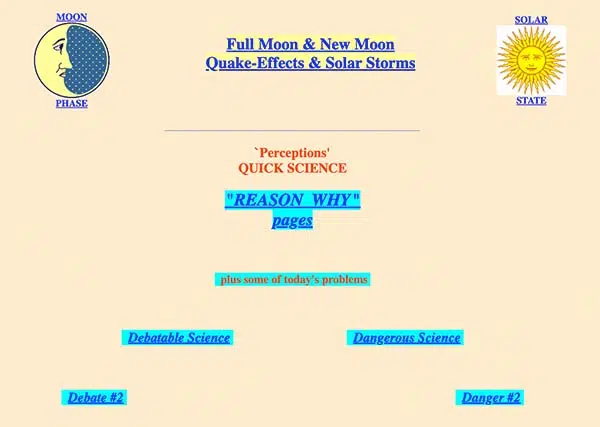 MOON
SOLAR
Full Moon & New Moon
Quake-Effects & Solar Storms
PHASE
STATE
`Perceptions'
QUICK SCIENCE
"REASON WHY"
pages
plus some of today's problems
Debatable Science
Dangerous Science
Debate #2
Danger #2